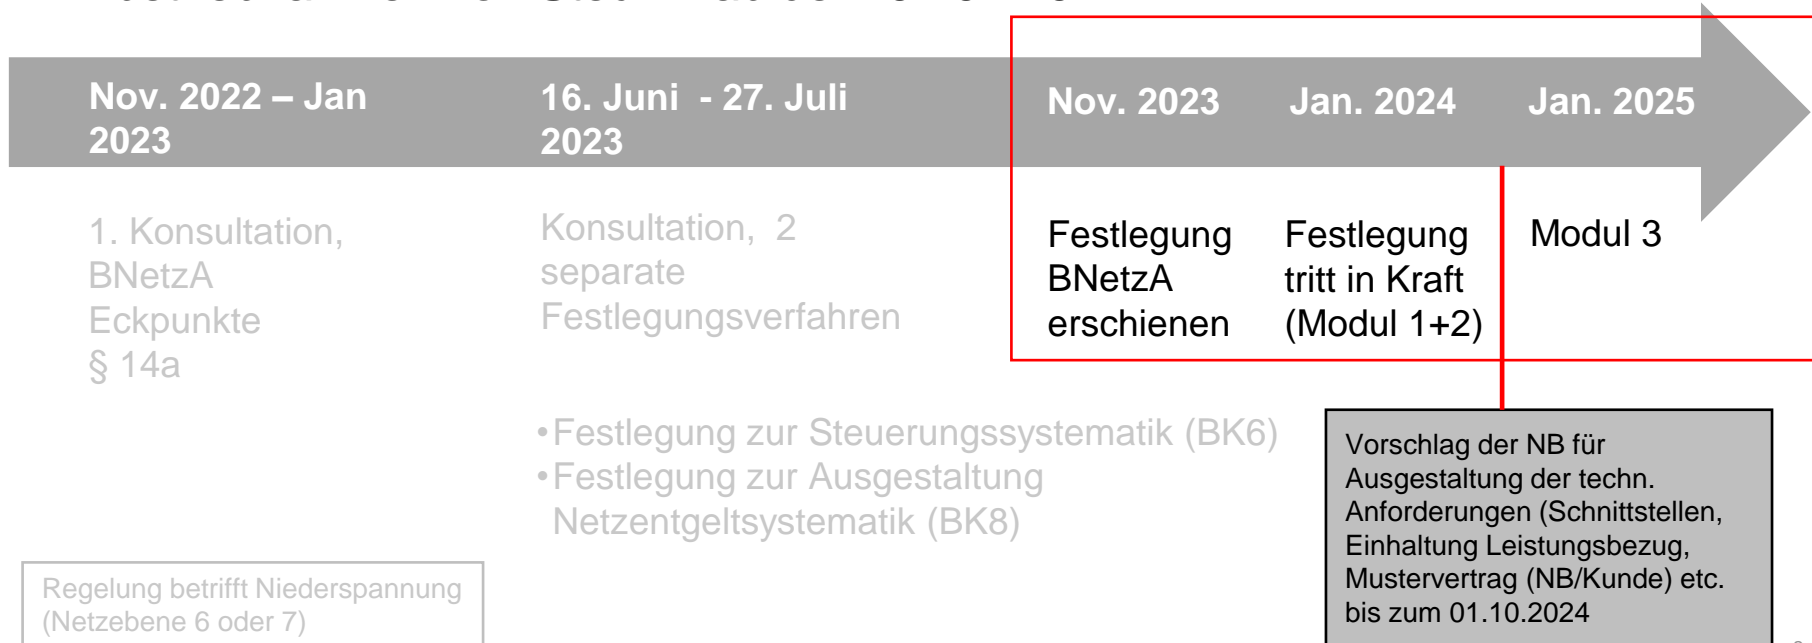 Nov. 2022 – Jan
2023
16. Juni - 27. Juli
2023
Nov. 2023
Jan. 2024
Jan. 2025
1. Konsultation,
BNetzA
Eckpunkte
§ 14a
Konsultation, 2
separate
Festlegungsverfahren
Festlegung
BNetzA
erschienen
Festlegung
tritt in Kraft
(Modul 1+2)
Modul 3
•Festlegung zur Steuerungssystematik (BK6)
•Festlegung zur Ausgestaltung
Netzentgeltsystematik (BK8)
Vorschlag der NB für
Ausgestaltung der techn.
Anforderungen (Schnittstellen,
Einhaltung Leistungsbezug,
Mustervertrag (NB/Kunde) etc.
bis zum 01.10.2024
Regelung betrifft Niederspannung
(Netzebene 6 oder 7)